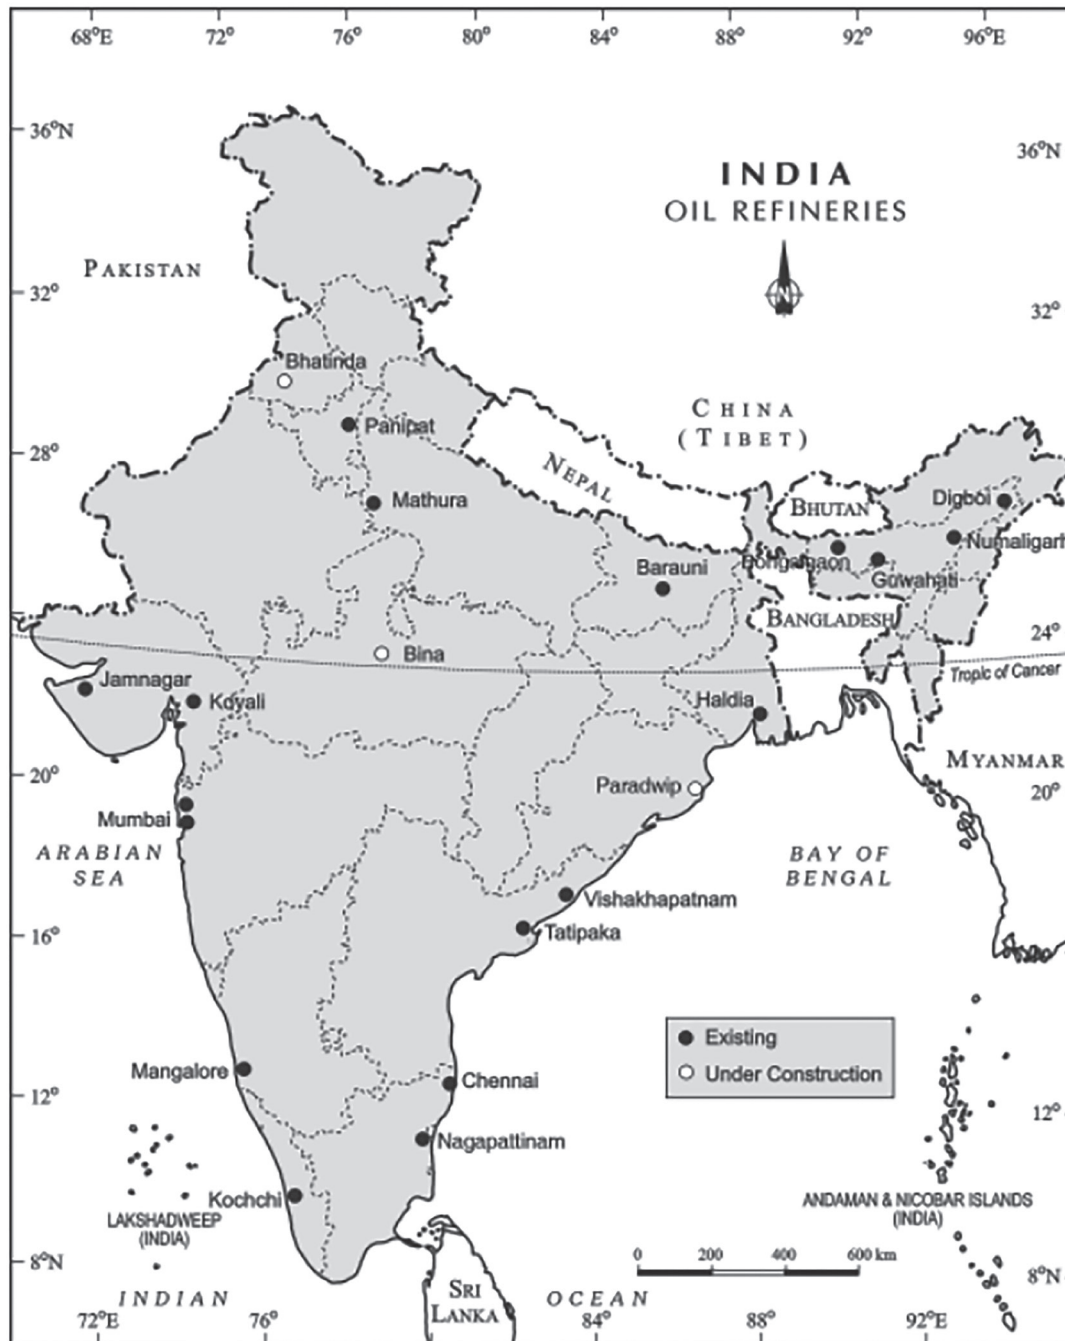 68°E 72° 76° 80° 84° 88° 92° 96°E
36°N
36°N
INDIA
OIL REFINERIES
PAKISTAN
N
32°
32°
Bhatinda
CHINA
(TIBET)
Panipat
28°
NEPAL
Mathura
BHUTAN
Digboi
Numaligarh
Bongaigaon
Barauni
Guwahati
BANGLADESH
24°
Bina
Tropic of Cancer
Jamnagar
Koyali
Haldia
MYANMAR
20°
Paradwip
20°
Mumbai
ARABIAN
SEA
BAY OF
BENGAL
Vishakhapatnam
16°
Tatipaka
Existing
Mangalore
Chennai
Under Construction
12°
12°
Nagapattinam
Kochchi
LAKSHADWEEP
(INDIA)
ANDAMAN & NICOBAR ISLANDS
(INDIA)
0 200 400 600 km
8°N
8°N
SRI
LANKA
INDIAN OCEAN
72°E 76° 84° 88° 92°E